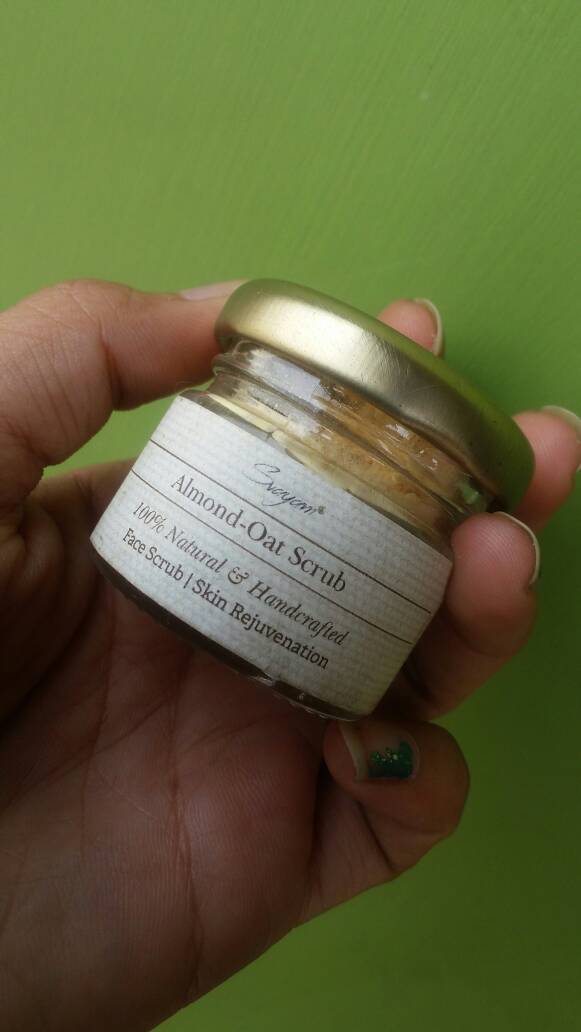 Svayam
Almond-Oat Scrub
100% Natural & Handcrafted
Face Scrub | Skin Rejuvenation